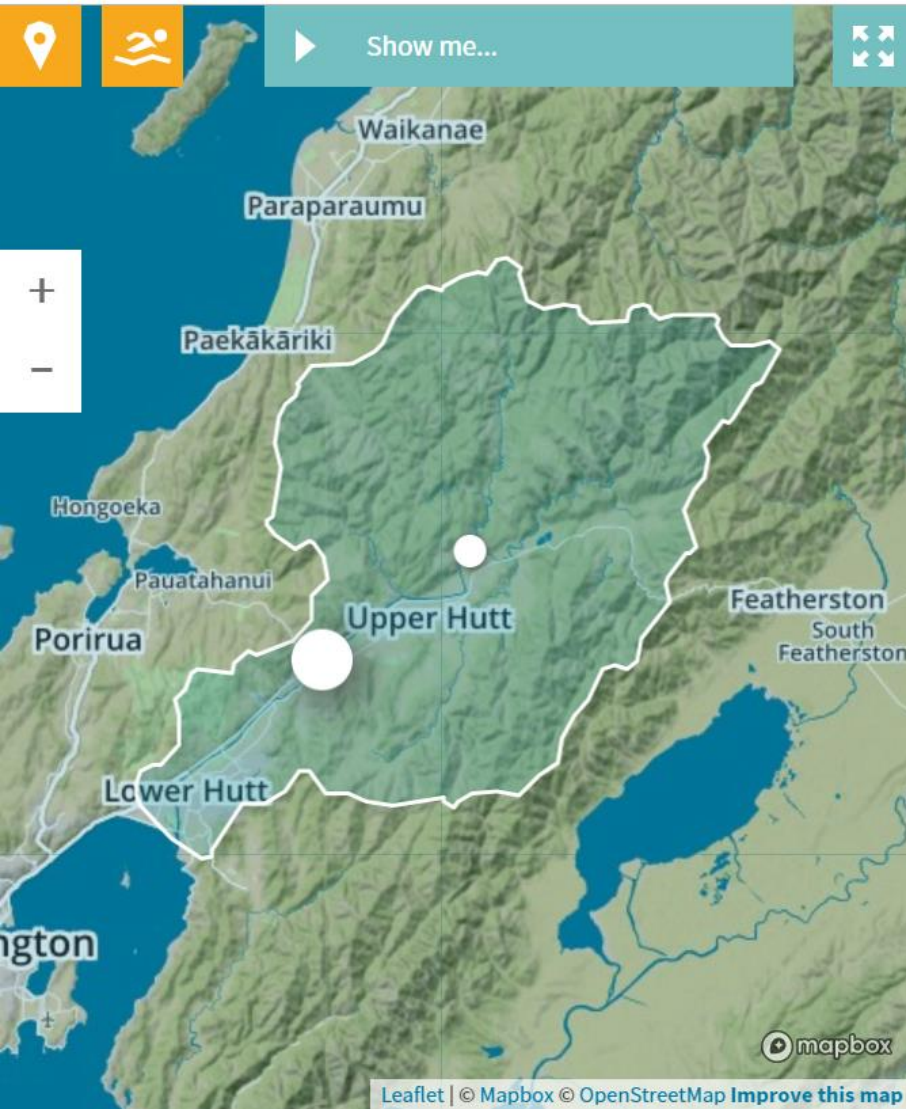 Show me...
Waikanae
Paraparaumu
+
Paekākāriki
−
Hongoeka
Pauatahanui
Featherston
Upper Hutt
South
Featherston
Porirua
Lower Hutt
ngton
mapbox
Leaflet | © Mapbox © OpenStreetMap Improve this map